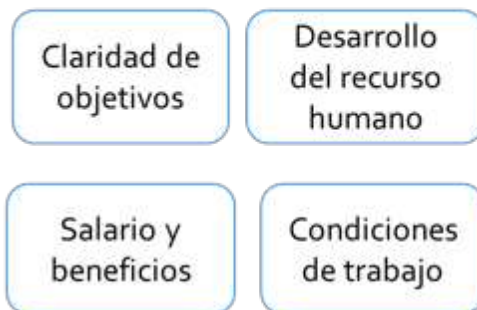 Claridad de
objetivos
Desarrollo
del recurso
humano
Salario y
beneficios
Condiciones
de trabajo